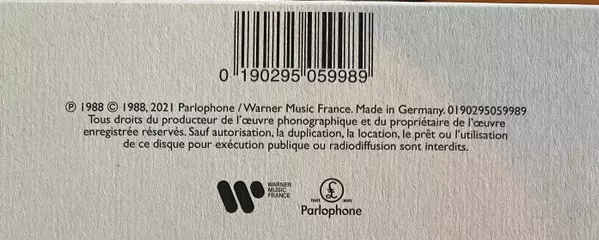 0 190295 059989
℗ 1988 © 1988, 2021 Parlophone / Warner Music France. Made in Germany. 0190295059989
Tous droits du producteur de l'œuvre phonographique et du propriétaire de l'œuvre
enregistrée réservés. Sauf autorisation, la duplication, la location, le prêt ou l'utilisation
de ce disque pour exécution publique ou radiodiffusion sont interdits.
WARNER
MUSIC
FRANCE
£
TRADE MARK
Parlophone